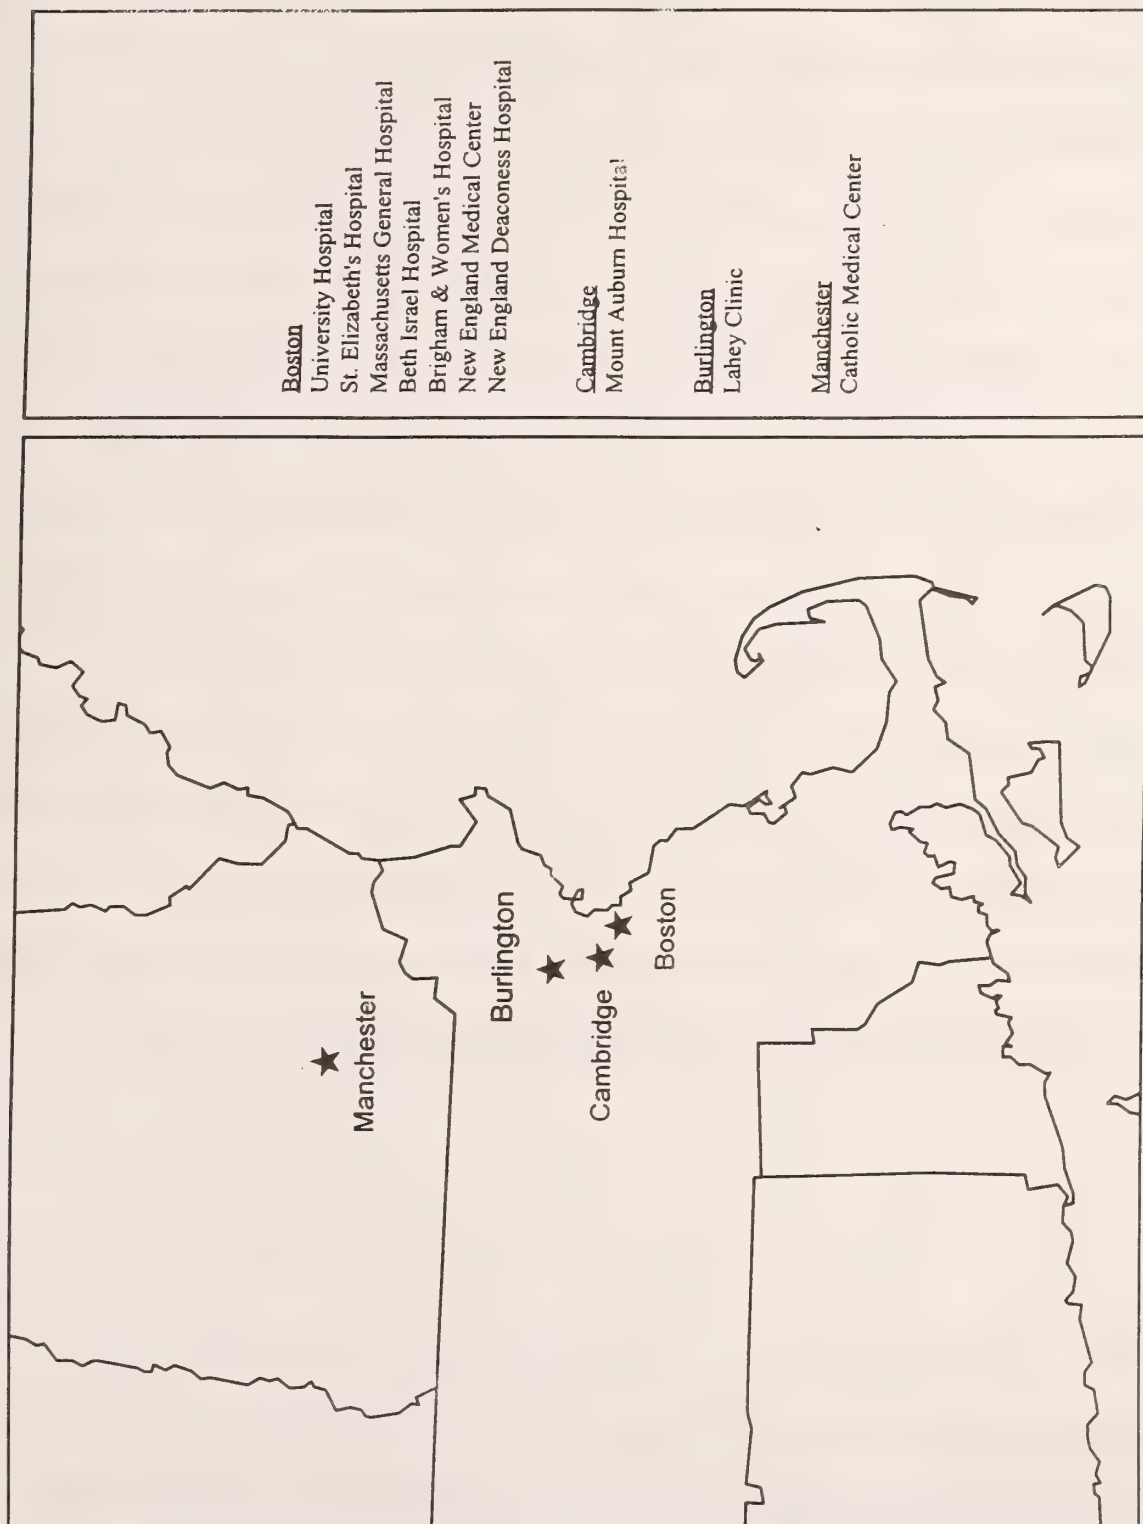 Boston
University Hospital
St. Elizabeth's Hospital
Massachusetts General Hospital
Beth Israel Hospital
Brigham & Women's Hospital
New England Medical Center
New England Deaconess Hospital
Cambridge
Mount Auburn Hospital
Burlington
Lahey Clinic
Manchester
Catholic Medical Center
Manchester
Burlington
Cambridge
Boston